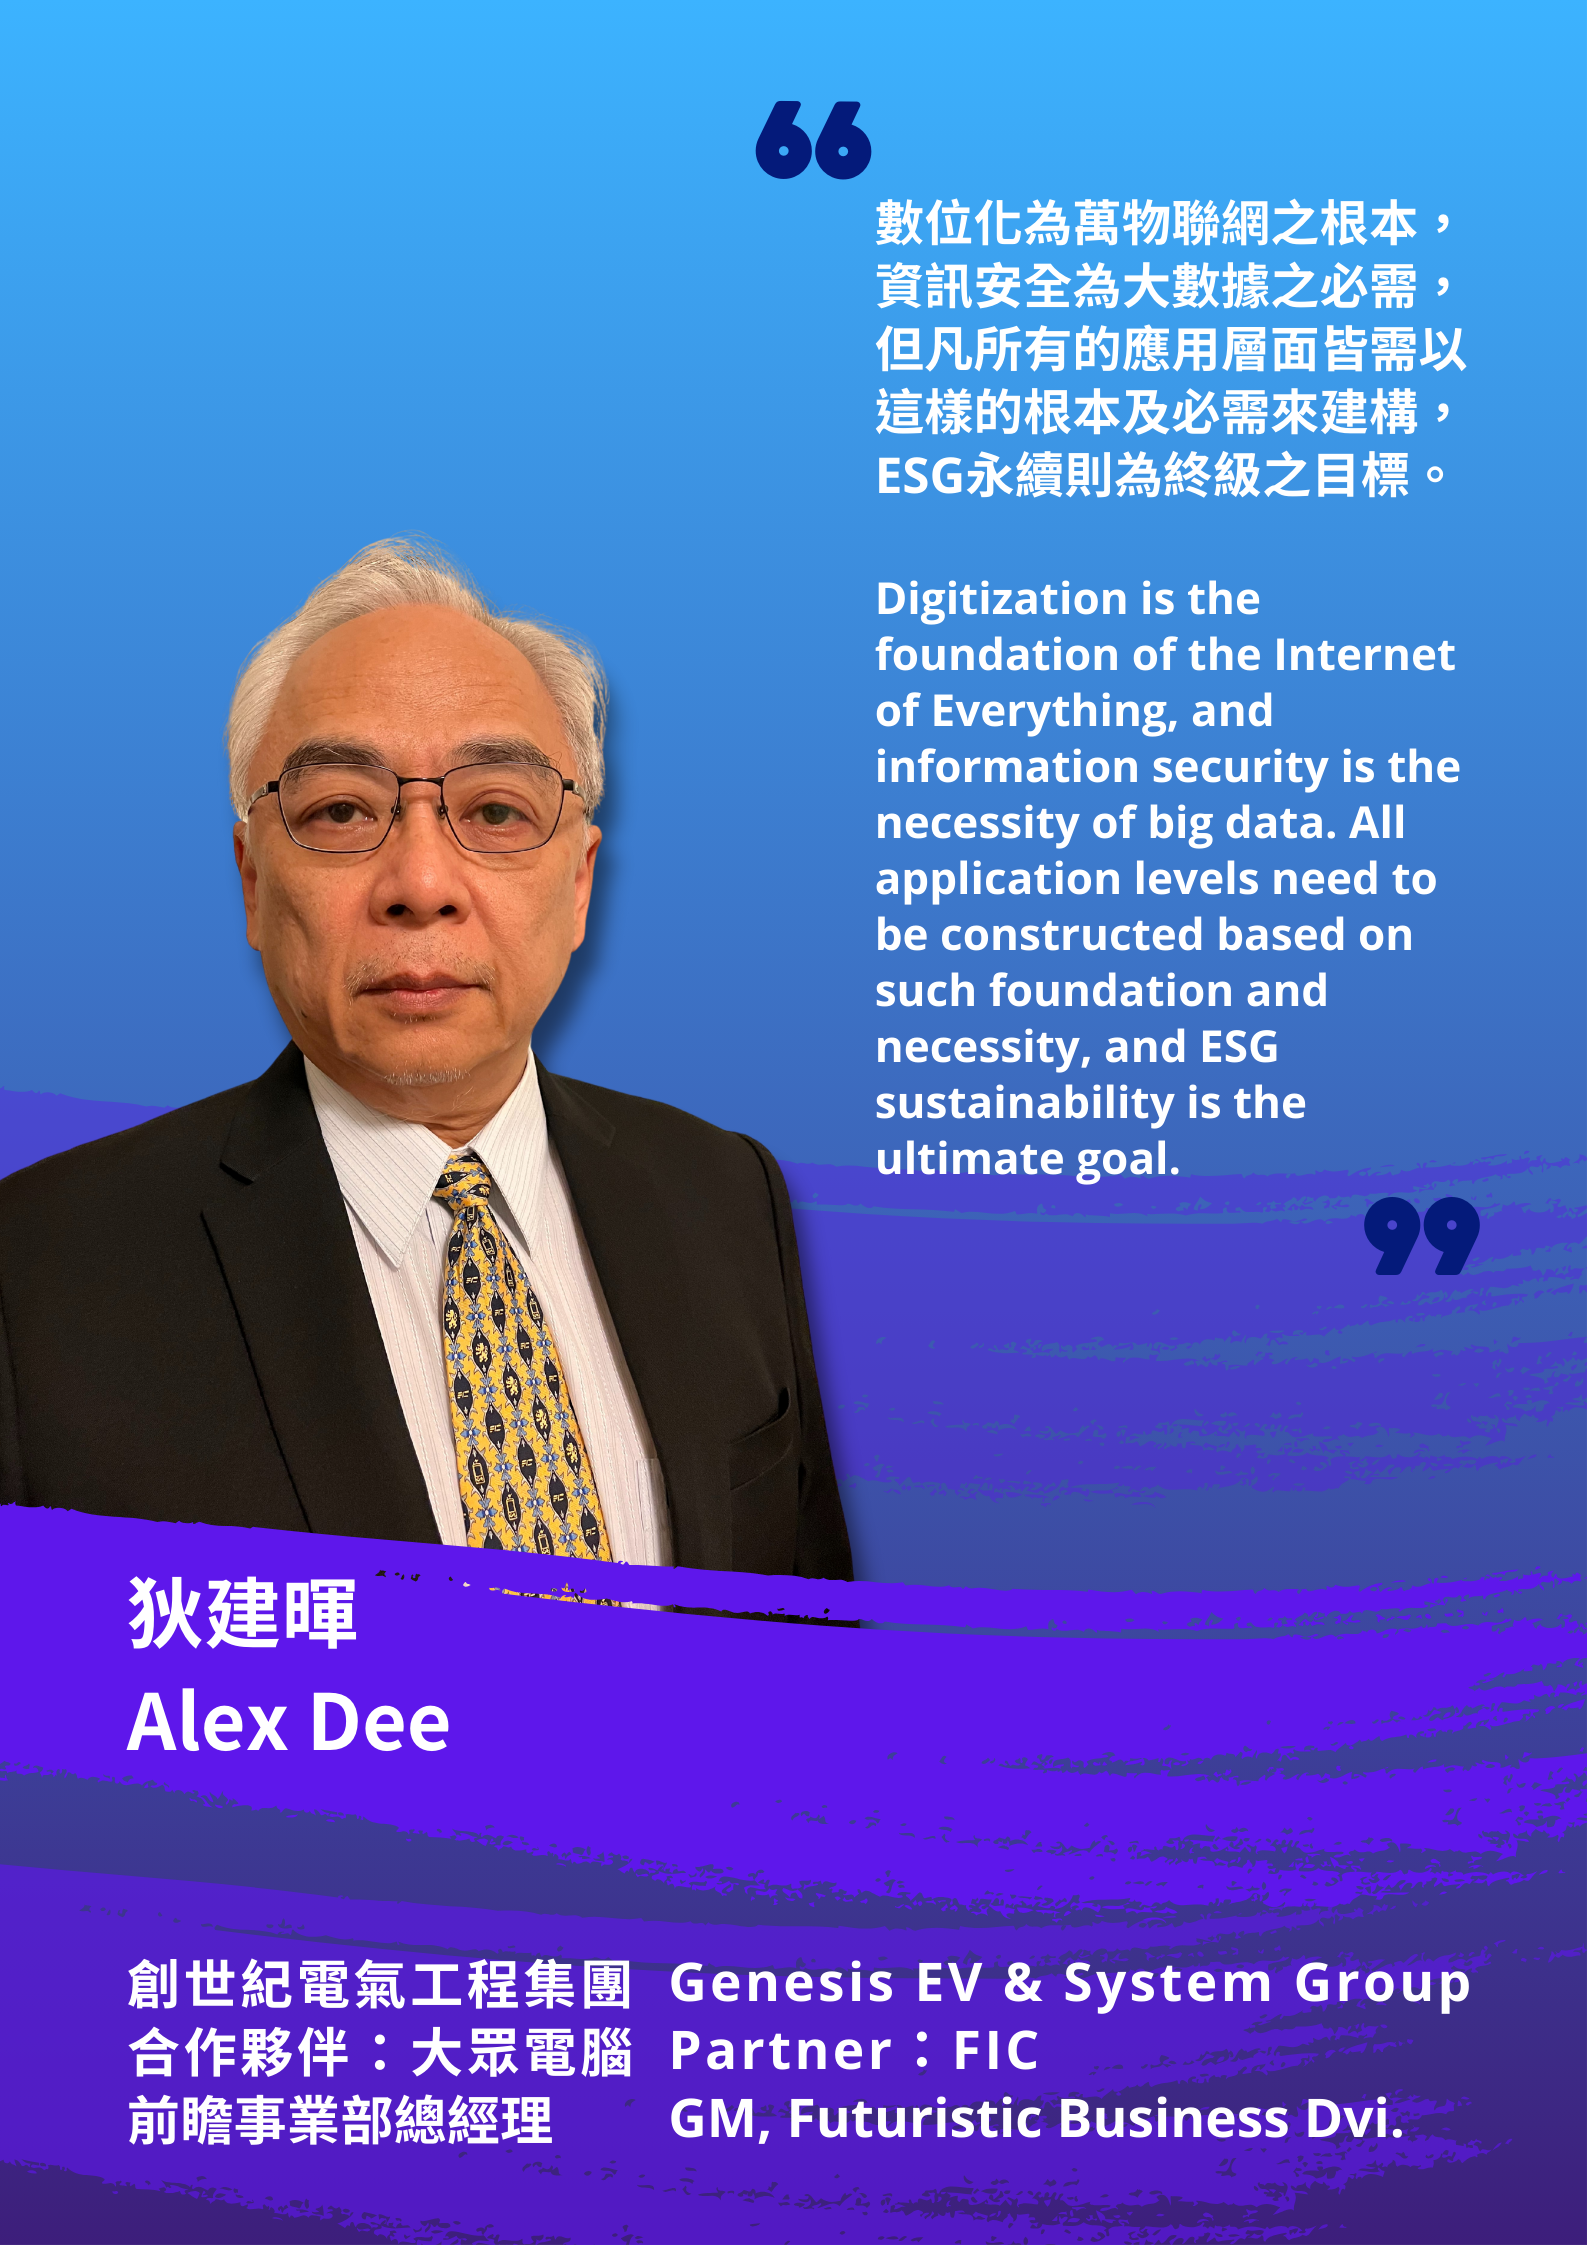 數位化為萬物聯網之根本，
資訊安全為大數據之必需，
但凡所有的應用層面皆需以
這樣的根本及必需來建構，
ESG永續則為終級之目標。
Digitization is the
foundation of the Internet
of Everything, and
information security is the
necessity of big data. All
application levels need to
be constructed based on
such foundation and
necessity, and ESG
sustainability is the
ultimate goal.
狄建暉
Alex Dee
創世紀電氣工程集團
合作夥伴：大眾電腦
前瞻事業部總經理
Genesis EV & System Group
Partner：FIC
GM, Futuristic Business Dvi.